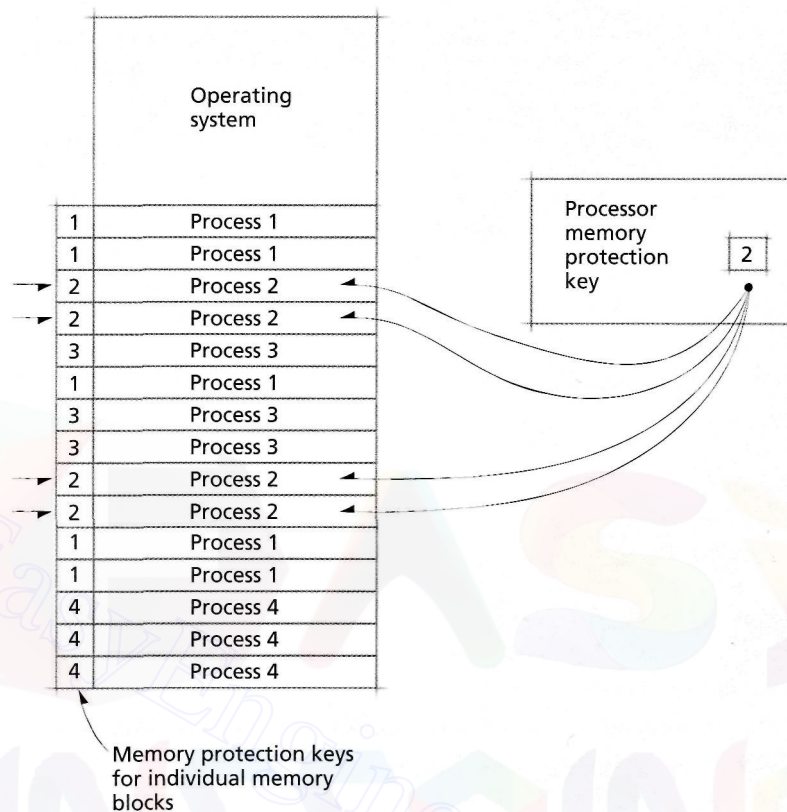 Operating
system
1 Process 1
1 Process 1
2 Process 2
2 Process 2
3 Process 3
1 Process 1
3 Process 3
3 Process 3
2 Process 2
2 Process 2
1 Process 1
1 Process 1
4 Process 4
4 Process 4
4 Process 4
Processor
memory
protection
key
2
Memory protection keys
for individual memory
blocks